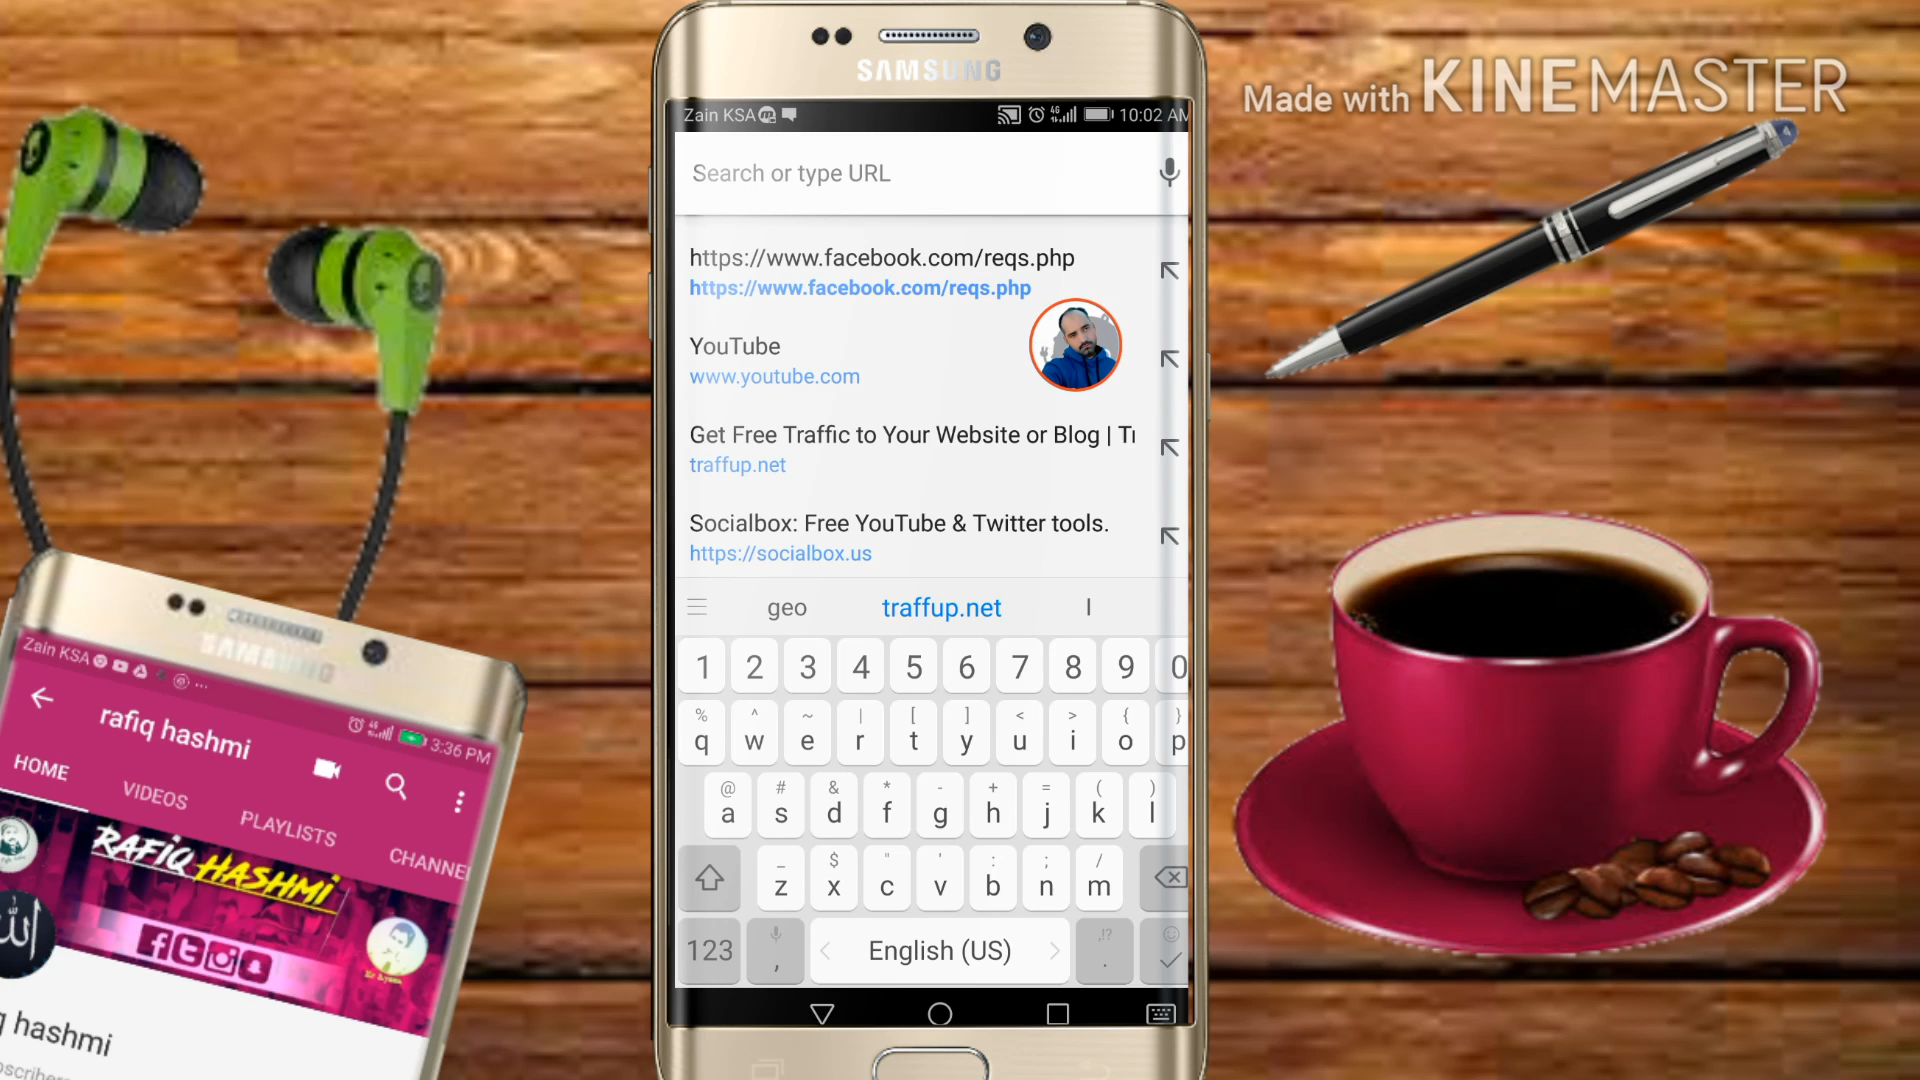 Made with KINEMASTER
SAMSUNG
Zain KSA
4G
10:02 AM
Search or type URL
https://www.facebook.com/reqs.php
https://www.facebook.com/reqs.php
YouTube
www.youtube.com
Get Free Traffic to Your Website or Blog |
traffup.net
Socialbox: Free YouTube & Twitter tools.
https://socialbox.us
geo traffup.net I
1 2 3 4 5 6 7 8 9 0
% ^ ~ | [ ] < > { }
q w e r t y u i o p
@ # & * - + = ( )
a s d f g h j k l
_ $ " ' : ; /
z x c v b n m
,!?
123 , English (US) .
SAMSUNG
Zain KSA
4G
3:36 PM
rafiq hashmi
HOME VIDEOS PLAYLISTS CHANNE
RAFIQ HASHMI
الله
q hashmi